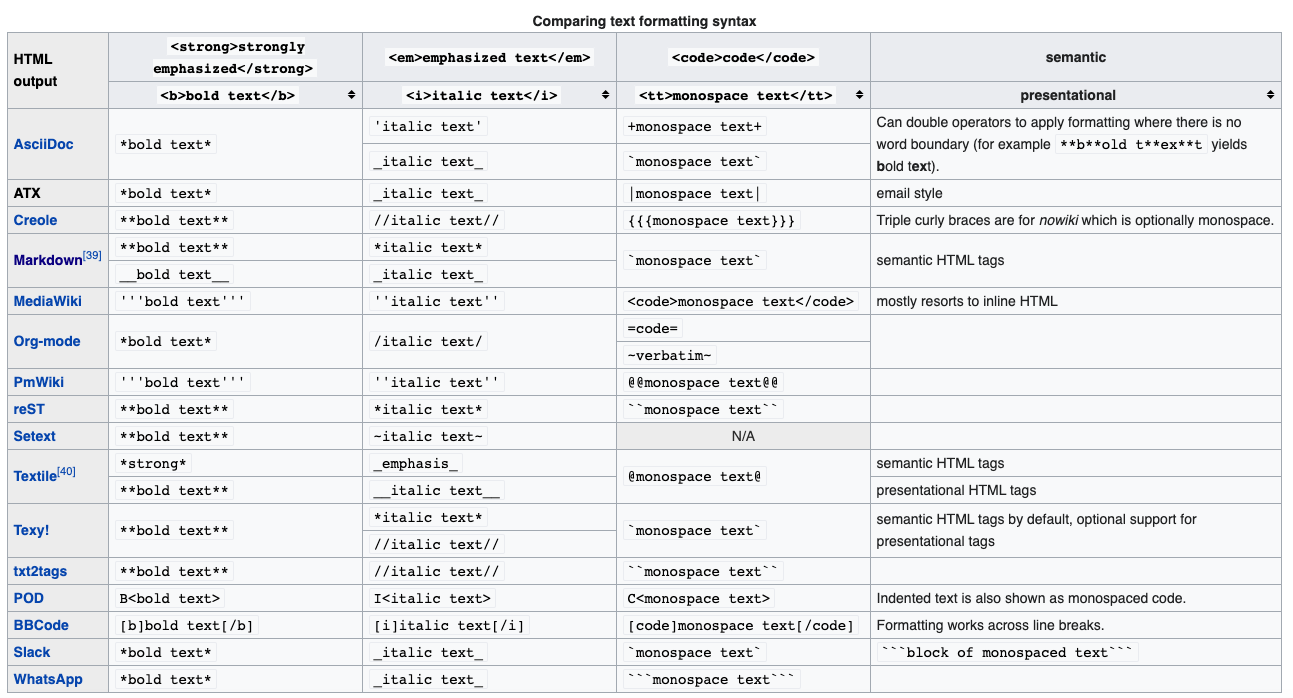 Comparing text formatting syntax
HTML output <strong>strongly emphasized</strong> <em>emphasized text</em> <code>code</code> semantic
<b>bold text</b> <i>italic text</i> <tt>monospace text</tt> presentational
AsciiDoc *bold text* 'italic text' +monospace text+ Can double operators to apply formatting where there is no
_italic text_ `monospace text` word boundary (for example **b**old t**ex**t yields
bold text).
ATX *bold text* _italic text_ |monospace text| email style
Creole **bold text** //italic text// {{{monospace text}}} Triple curly braces are for nowiki which is optionally monospace.
Markdown[39] **bold text** *italic text* `monospace text` semantic HTML tags
__bold text__ _italic text_
MediaWiki '''bold text''' ''italic text'' <code>monospace text</code> mostly resorts to inline HTML
Org-mode *bold text* /italic text/ =code=
~verbatim~
PmWiki '''bold text''' ''italic text'' @@monospace text@@
reST **bold text** *italic text* ``monospace text``
Setext **bold text** ~italic text~ N/A
Textile[40] *strong* _emphasis_ @monospace text@ semantic HTML tags
**bold text** __italic text__ presentational HTML tags
Texy! **bold text** *italic text* `monospace text` semantic HTML tags by default, optional support for
//italic text// presentational tags
txt2tags **bold text** //italic text// ``monospace text``
POD B<bold text> I<italic text> C<monospace text> Indented text is also shown as monospaced code.
BBCode [b]bold text[/b] [i]italic text[/i] [code]monospace text[/code] Formatting works across line breaks.
Slack *bold text* _italic text_ `monospace text` ```block of monospaced text```
WhatsApp *bold text* _italic text_ ```monospace text```